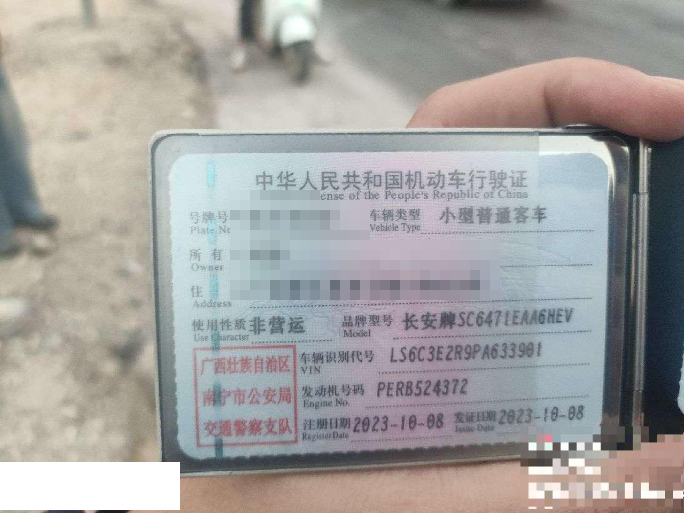 中华人民共和国机动车行驶证
ense of the People's Republic of China
号牌号
Plate No
车辆类型 小型普通客车
Vehicle Type
所 有
Owner
住
Address
使用性质 非营运 品牌型号 长安牌SC6471EAA6HEV
Use Character Model
广西壮族自治区
南宁市公安局
交通警察支队
车辆识别代号 LS6C3E2R9PA633901
VIN
发动机号码 PERB524372
Engine No.
注册日期 2023-10-08 发证日期 2023-10-08
Register Date Issue Date